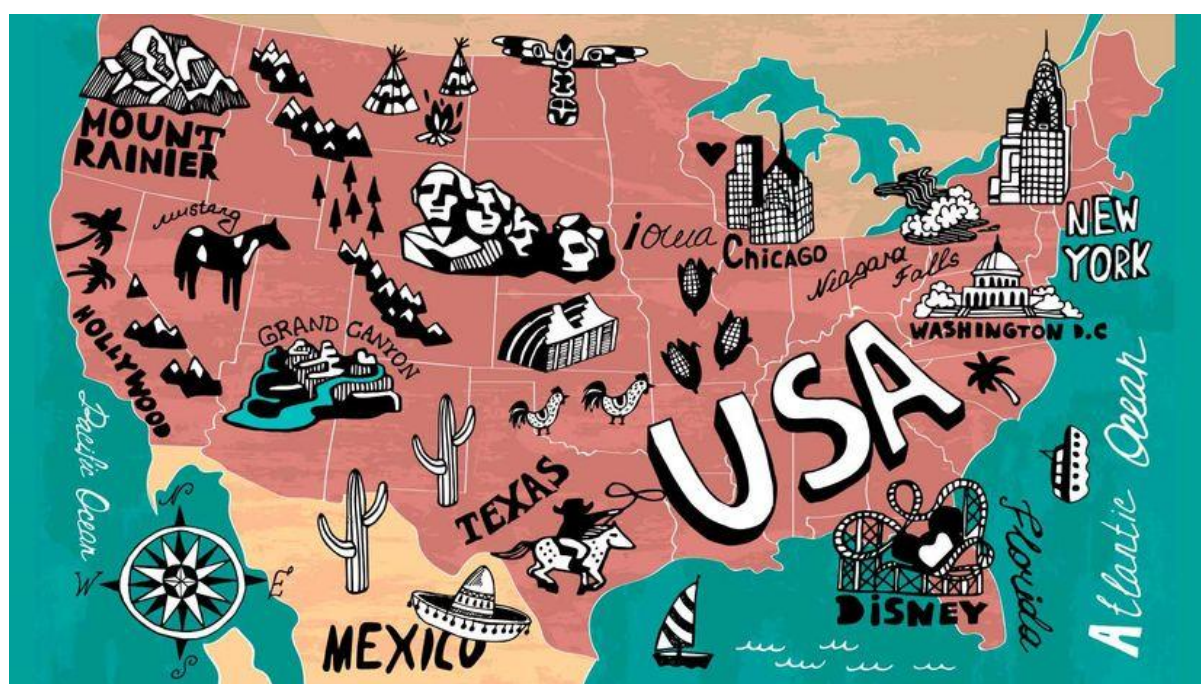 MOUNT
RAINIER
mustang
iowa
CHICAGO
Niagara
Falls
NEW
YORK
WASHINGTON D.C
HOLLYWOOD
GRAND CANYON
USA
Pacific Ocean
Atlantic Ocean
TEXAS
Florida
DiSNEY
MEXICO
N
W
E
S